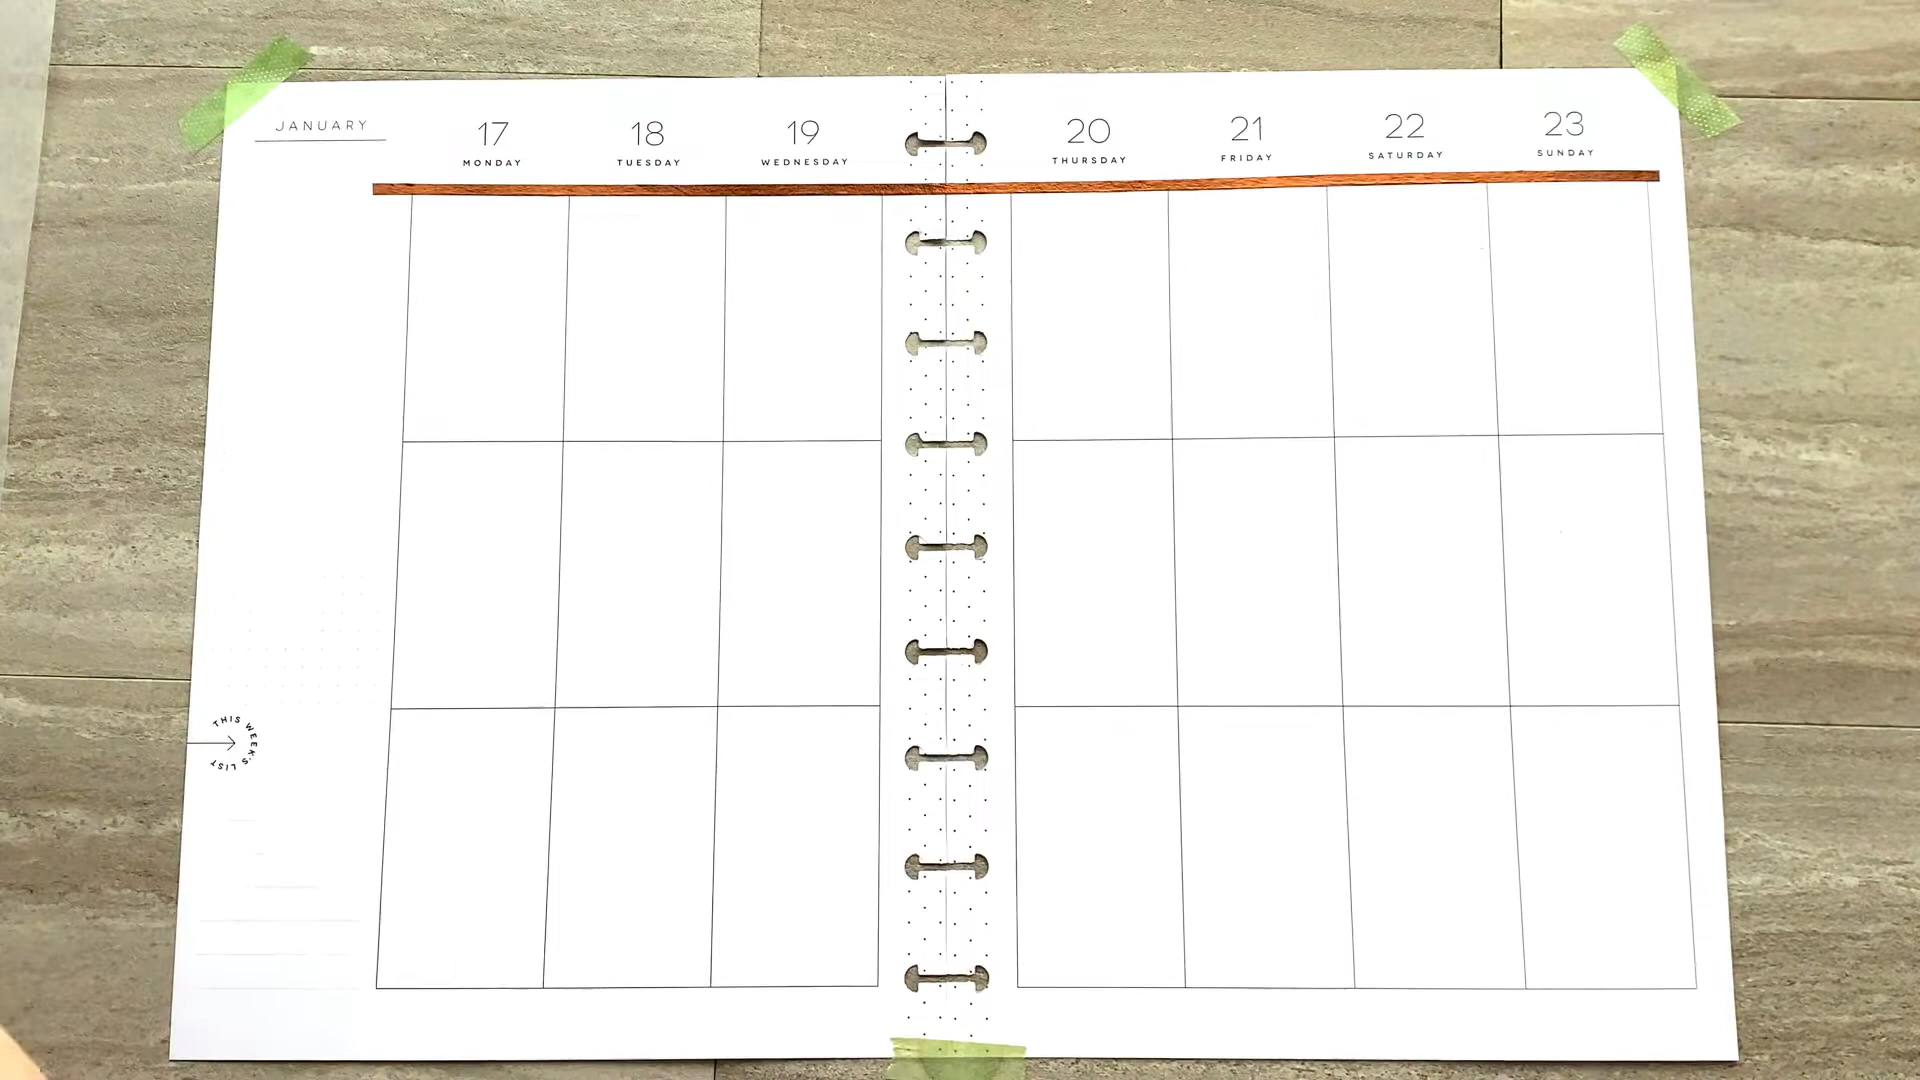 JANUARY
17 18 19 20 21 22 23
MONDAY TUESDAY WEDNESDAY THURSDAY FRIDAY SATURDAY SUNDAY
THIS WEEK'S LIST